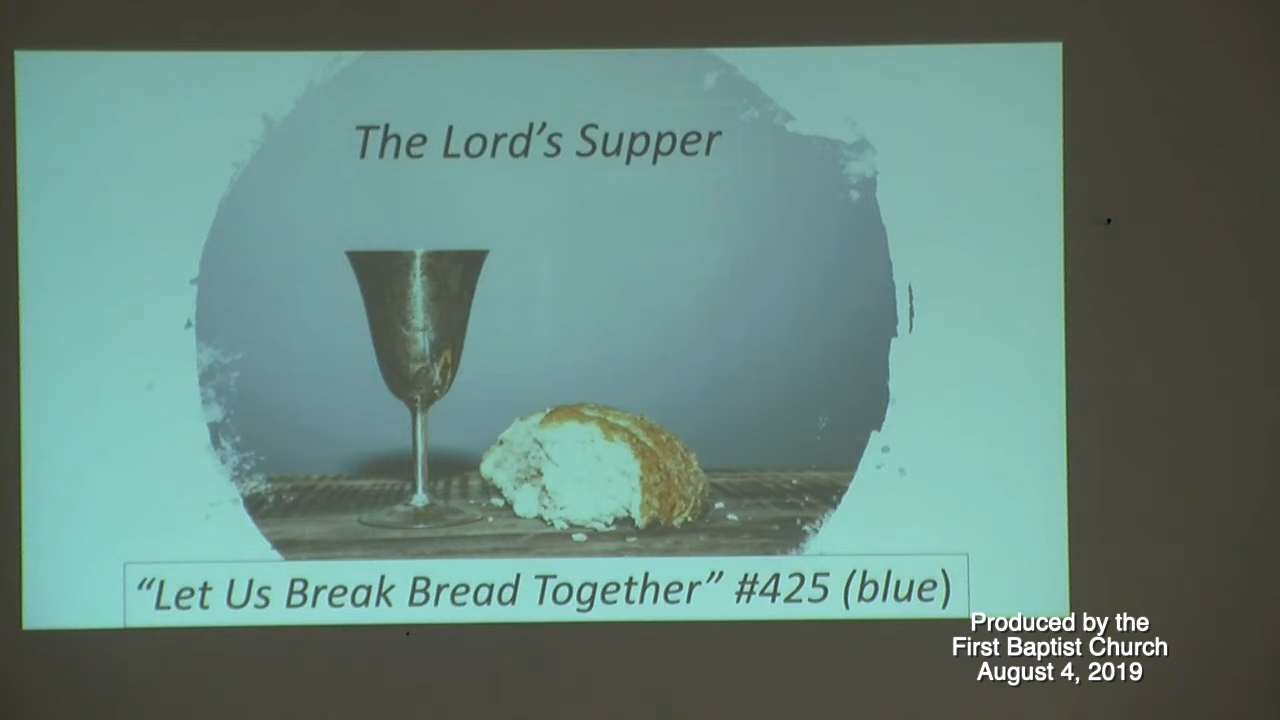 The Lord’s Supper
“Let Us Break Bread Together” #425 (blue)
Produced by the
First Baptist Church
August 4, 2019